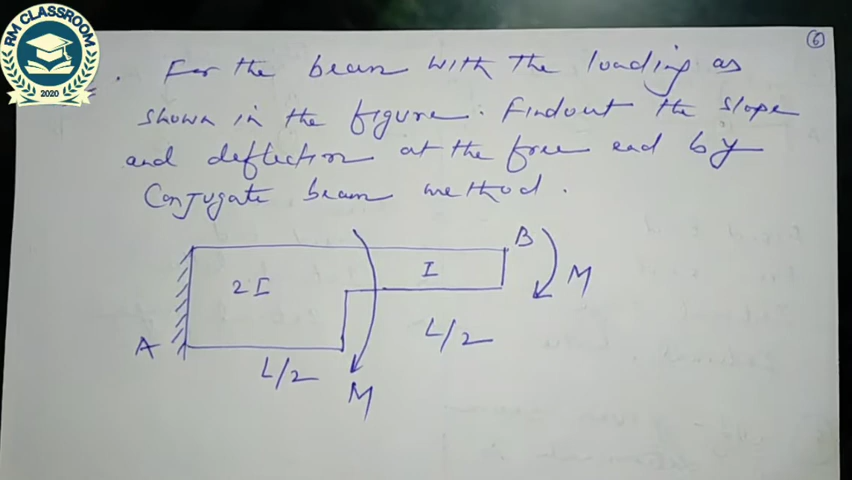 RM CLASSROOM
2020
6
For the beam with the loading as
shown in the figure. Findout the slope
and deflection at the free end by
Conjugate beam method.
B
I
2I
M
A
L/2
L/2
M